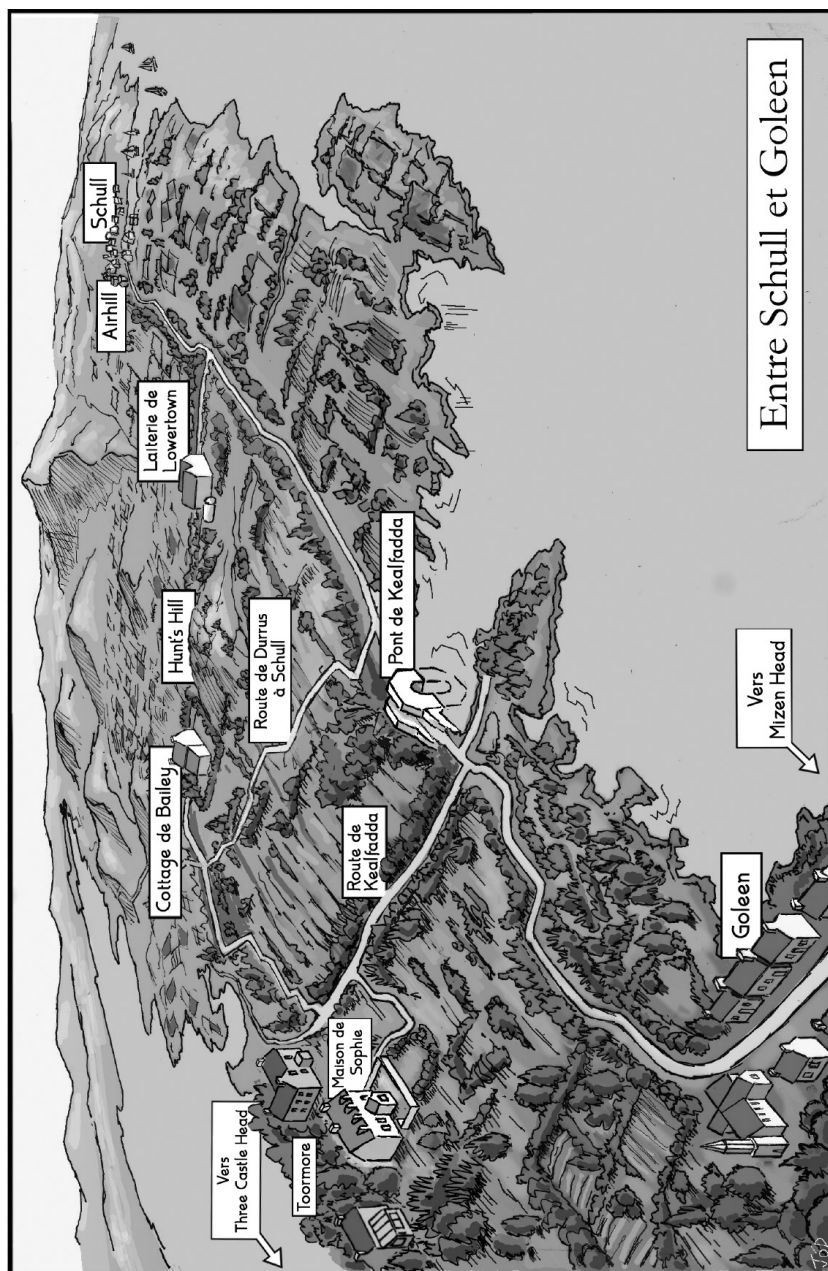 Schull
Airhill
Laiterie de
Lowertown
Hunt's Hill
Cottage de Bailey
Route de Durrus
à Schull
Pont de Kealfadda
Route de
Kealfadda
Vers
Three Castle Head
Toormore
Maison de
Sophie
Goleen
Vers
Mizen Head
Entre Schull et Goleen